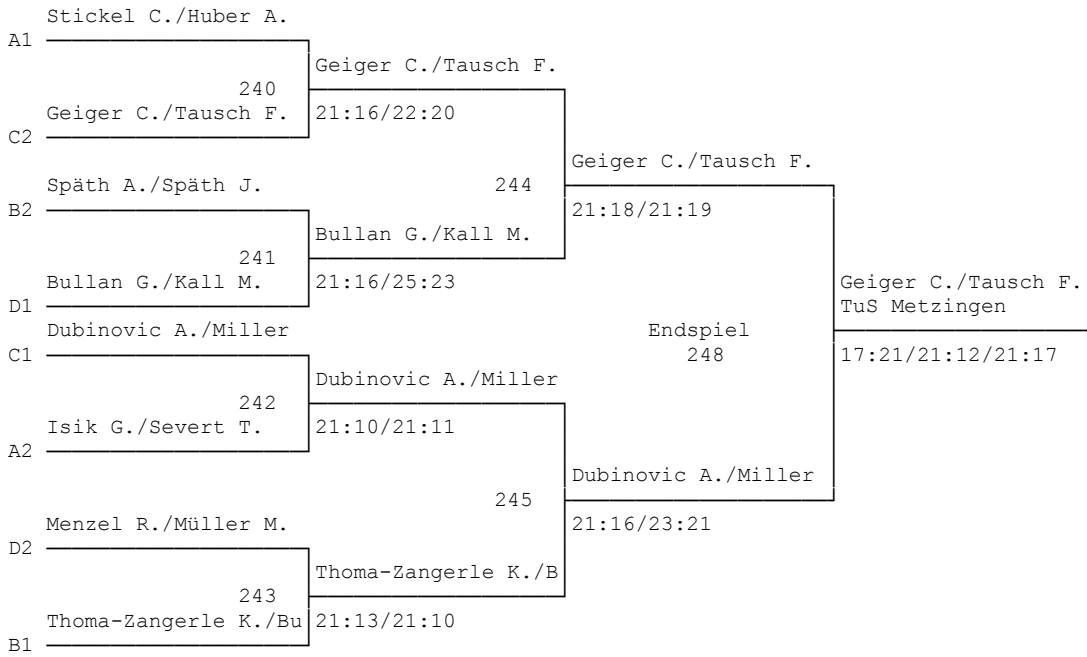 Stickel C./Huber A.
A1
Geiger C./Tausch F.
240
Geiger C./Tausch F.
21:16/22:20
C2
Geiger C./Tausch F.
Späth A./Späth J.
244
B2
21:18/21:19
Bullan G./Kall M.
241
Bullan G./Kall M.
21:16/25:23
Geiger C./Tausch F.
D1
TuS Metzingen
Dubinovic A./Miller
Endspiel
C1
248
17:21/21:12/21:17
Dubinovic A./Miller
242
Isik G./Severt T.
21:10/21:11
A2
Dubinovic A./Miller
245
Menzel R./Müller M.
21:16/23:21
D2
Thoma-Zangerle K./B
243
Thoma-Zangerle K./Bu
21:13/21:10
B1